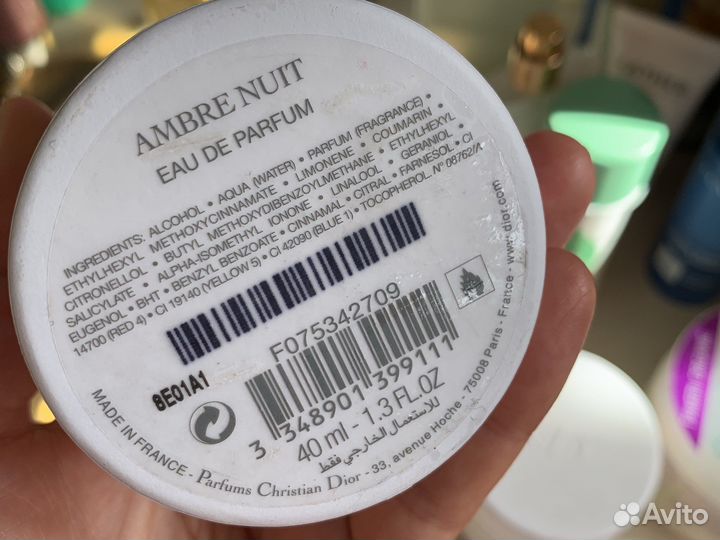 AMBRE NUIT
EAU DE PARFUM
INGREDIENTS: ALCOHOL • AQUA (WATER) • PARFUM (FRAGRANCE) •
ETHYLHEXYL METHOXYCINNAMATE • LIMONENE • COUMARIN •
CITRONELLOL • BUTYL METHOXYDIBENZOYLMETHANE • ETHYLHEXYL
SALICYLATE • ALPHA-ISOMETHYL IONONE • LINALOOL • GERANIOL •
EUGENOL • BHT • BENZYL BENZOATE • CINNAMAL • CITRAL • FARNESOL • CI
14700 (RED 4) • CI 19140 (YELLOW 5) • CI 42090 (BLUE 1) • TOCOPHEROL. N° 08762/A
F075342709
8E01A1
3 348901 399111
40 ml - 1.3 FL.OZ
للاستعمال الخارجي فقط
MADE IN FRANCE - Parfums Christian Dior - 33, avenue Hoche - 75008 Paris - France - www.dior.com
Avito